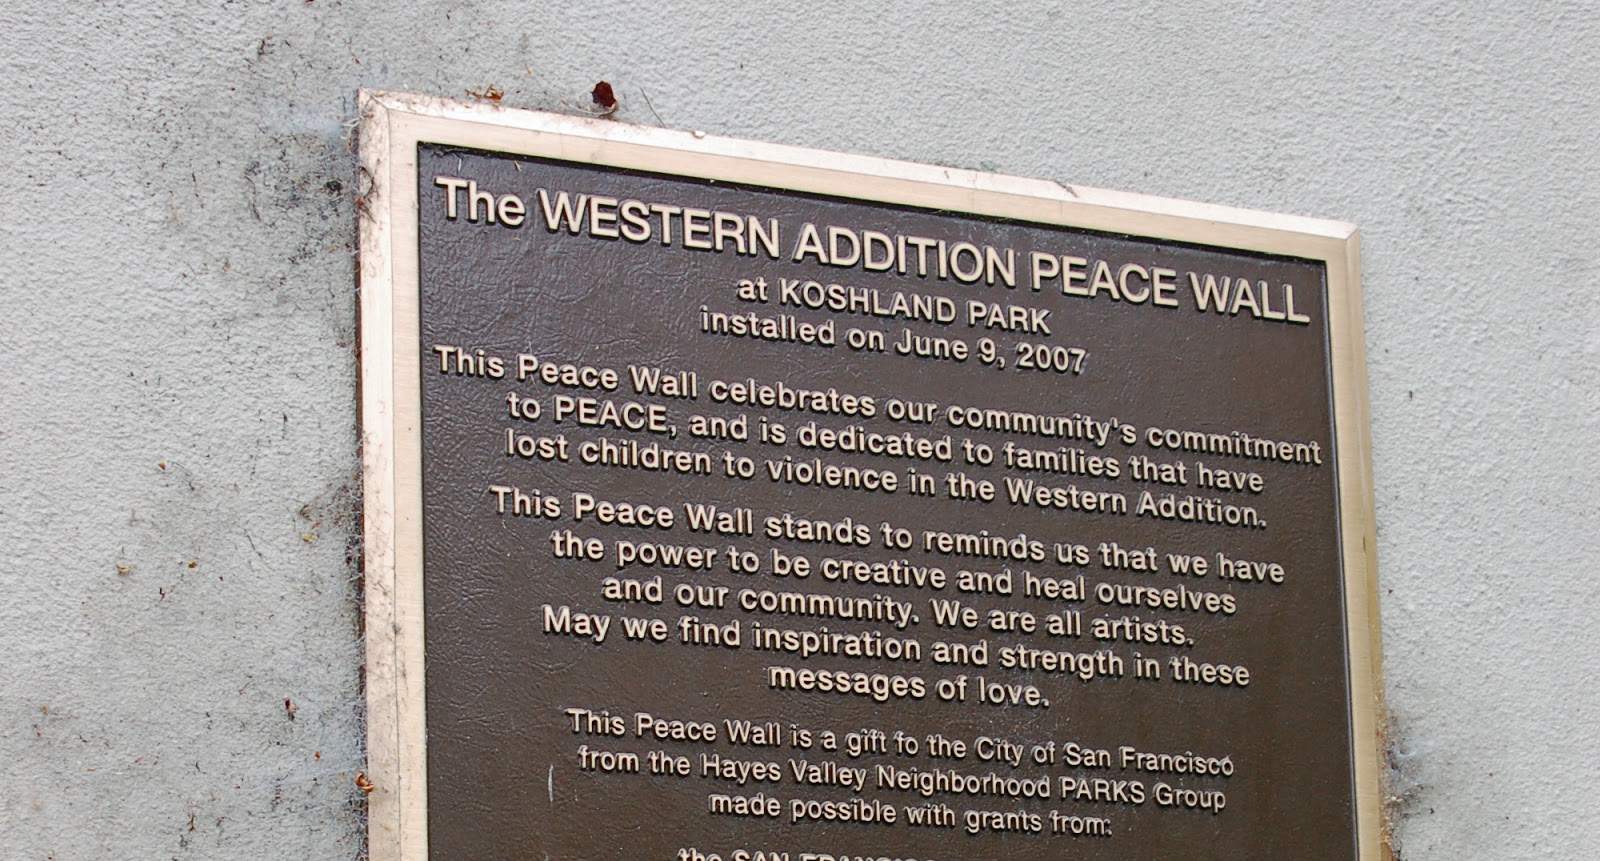 The WESTERN ADDITION PEACE WALL
at KOSHLAND PARK
installed on June 9, 2007
This Peace Wall celebrates our community's commitment
to PEACE, and is dedicated to families that have
lost children to violence in the Western Addition.
This Peace Wall stands to reminds us that we have
the power to be creative and heal ourselves
and our community. We are all artists.
May we find inspiration and strength in these
messages of love.
This Peace Wall is a gift fo the City of San Francisco
from the Hayes Valley Neighborhood PARKS Group
made possible with grants from:
the SAN